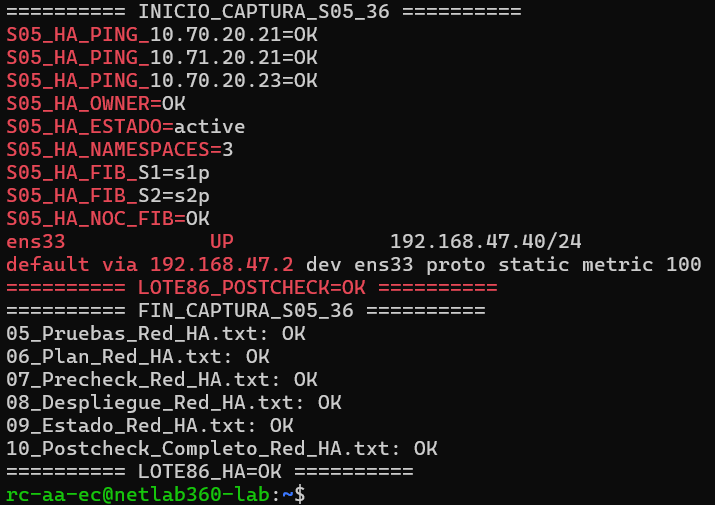 ========== INICIO_CAPTURA_S05_36 ==========
S05_HA_PING_10.70.20.21=OK
S05_HA_PING_10.71.20.21=OK
S05_HA_PING_10.70.20.23=OK
S05_HA_OWNER=OK
S05_HA_ESTADO=active
S05_HA_NAMESPACES=3
S05_HA_FIB_S1=s1p
S05_HA_FIB_S2=s2p
S05_HA_NOC_FIB=OK
ens33            UP             192.168.47.40/24
default via 192.168.47.2 dev ens33 proto static metric 100
========== LOTE86_POSTCHECK=OK ==========
========== FIN_CAPTURA_S05_36 ==========
05_Pruebas_Red_HA.txt: OK
06_Plan_Red_HA.txt: OK
07_Precheck_Red_HA.txt: OK
08_Despliegue_Red_HA.txt: OK
09_Estado_Red_HA.txt: OK
10_Postcheck_Completo_Red_HA.txt: OK
========== LOTE86_HA=OK ==========
rc-aa-ec@netlab360-lab:~$